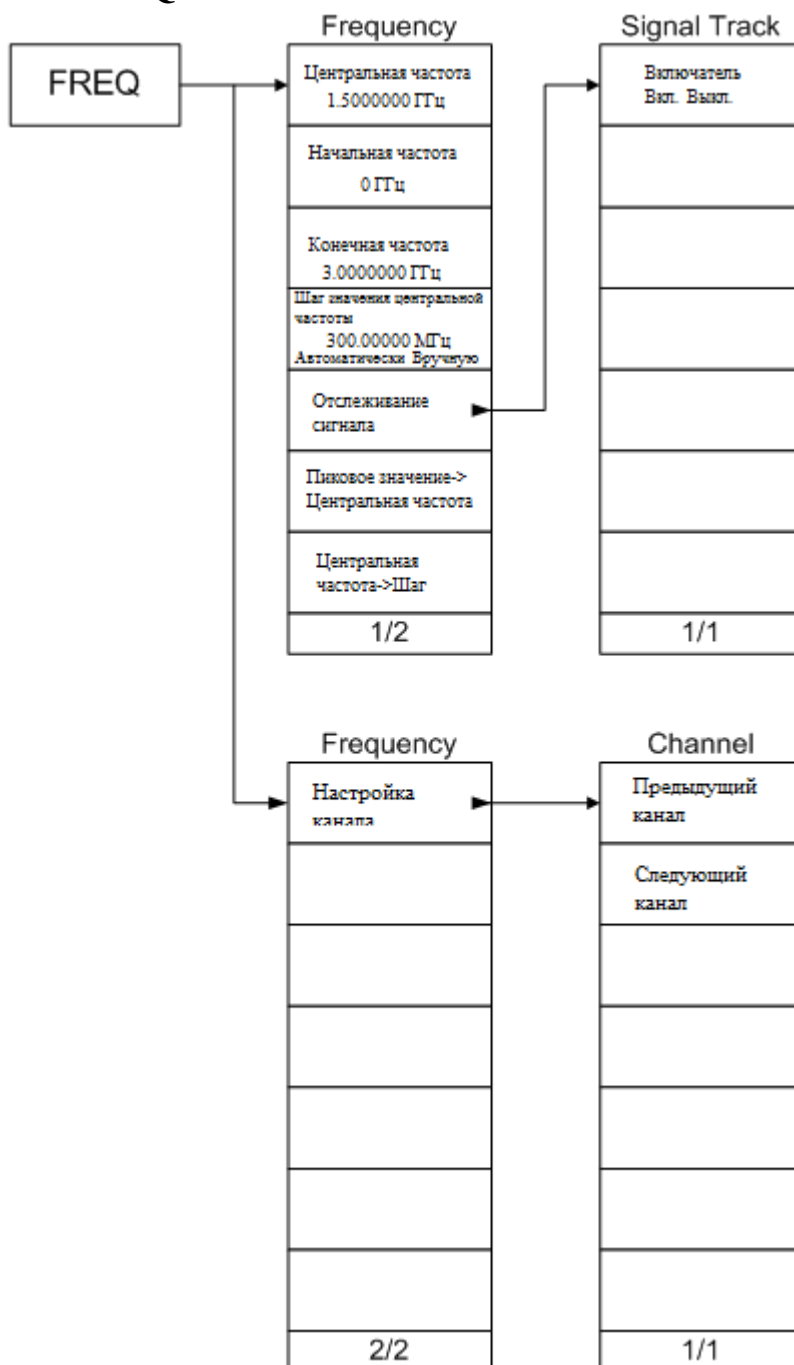 Frequency
Signal Track
FREQ
Центральная частота
1.5000000 ГГц
Начальная частота
0 ГГц
Конечная частота
3.0000000 ГГц
Шаг значения центральной
частоты
300.00000 МГц
Автоматически Вручную
Отслеживание
сигнала
Пиковое значение->
Центральная частота
Центральная
частота->Шаг
1/2
Включатель
Вкл. Выкл.
1/1
Frequency
Channel
Настройка
канала
2/2
Предыдущий
канал
Следующий
канал
1/1